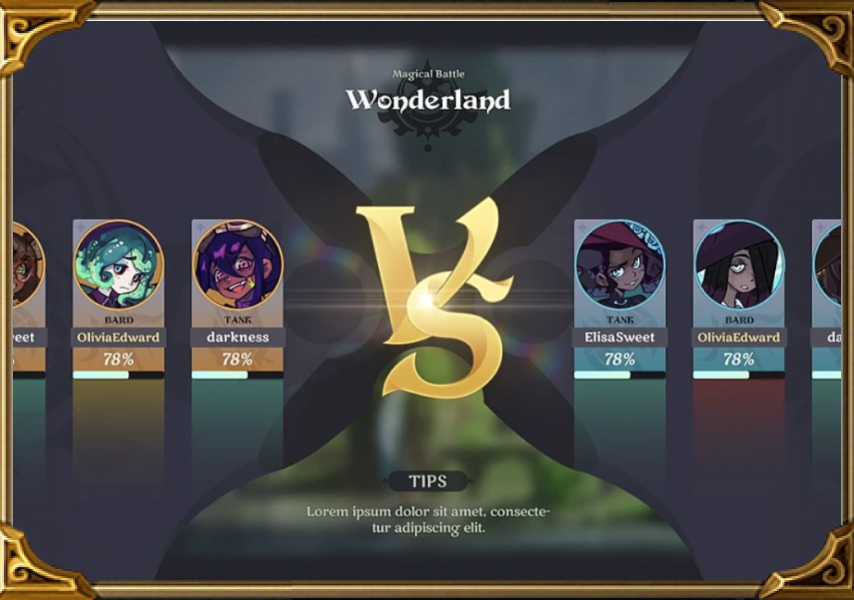 Magical Battle
Wonderland
VS
BARD
OliviaEdward
78%
TANK
darkness
78%
TANK
ElisaSweet
78%
BARD
OliviaEdward
78%
TIPS
Lorem ipsum dolor sit amet, consecte-
tur adipiscing elit.